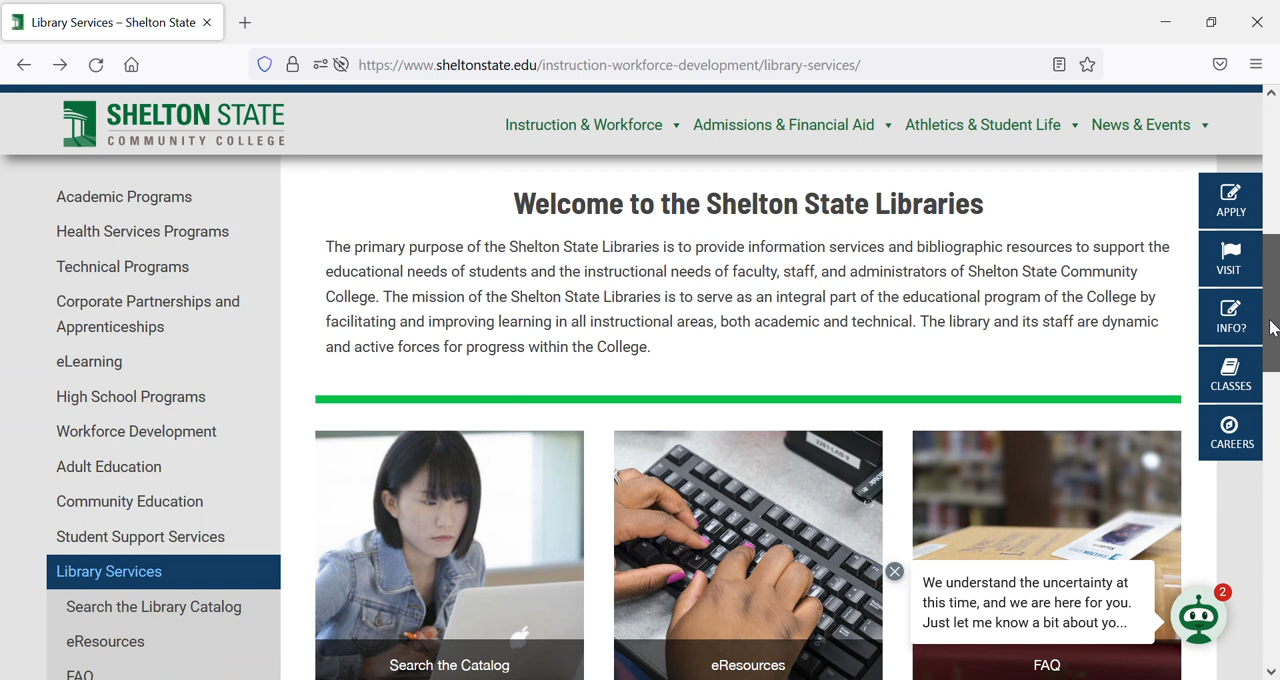 Library Services – Shelton State
https://www.sheltonstate.edu/instruction-workforce-development/library-services/
SHELTON STATE
COMMUNITY COLLEGE
Instruction & Workforce
Admissions & Financial Aid
Athletics & Student Life
News & Events
Academic Programs
Health Services Programs
Technical Programs
Corporate Partnerships and
Apprenticeships
eLearning
High School Programs
Workforce Development
Adult Education
Community Education
Student Support Services
Library Services
Search the Library Catalog
eResources
FAQ
Welcome to the Shelton State Libraries
The primary purpose of the Shelton State Libraries is to provide information services and bibliographic resources to support the
educational needs of students and the instructional needs of faculty, staff, and administrators of Shelton State Community
College. The mission of the Shelton State Libraries is to serve as an integral part of the educational program of the College by
facilitating and improving learning in all instructional areas, both academic and technical. The library and its staff are dynamic
and active forces for progress within the College.
Search the Catalog
eResources
FAQ
APPLY
VISIT
INFO?
CLASSES
CAREERS
We understand the uncertainty at
this time, and we are here for you.
Just let me know a bit about yo...
2